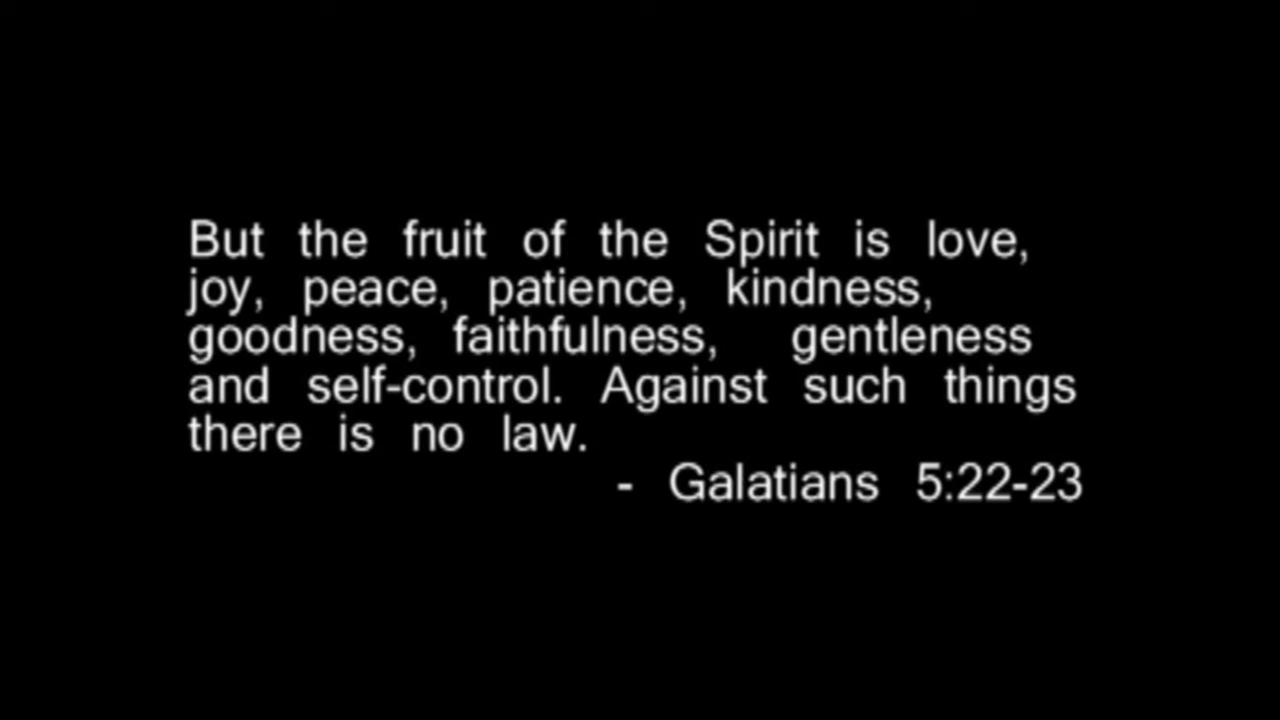 But the fruit of the Spirit is love,
joy, peace, patience, kindness,
goodness, faithfulness, gentleness
and self-control. Against such things
there is no law.
- Galatians 5:22-23